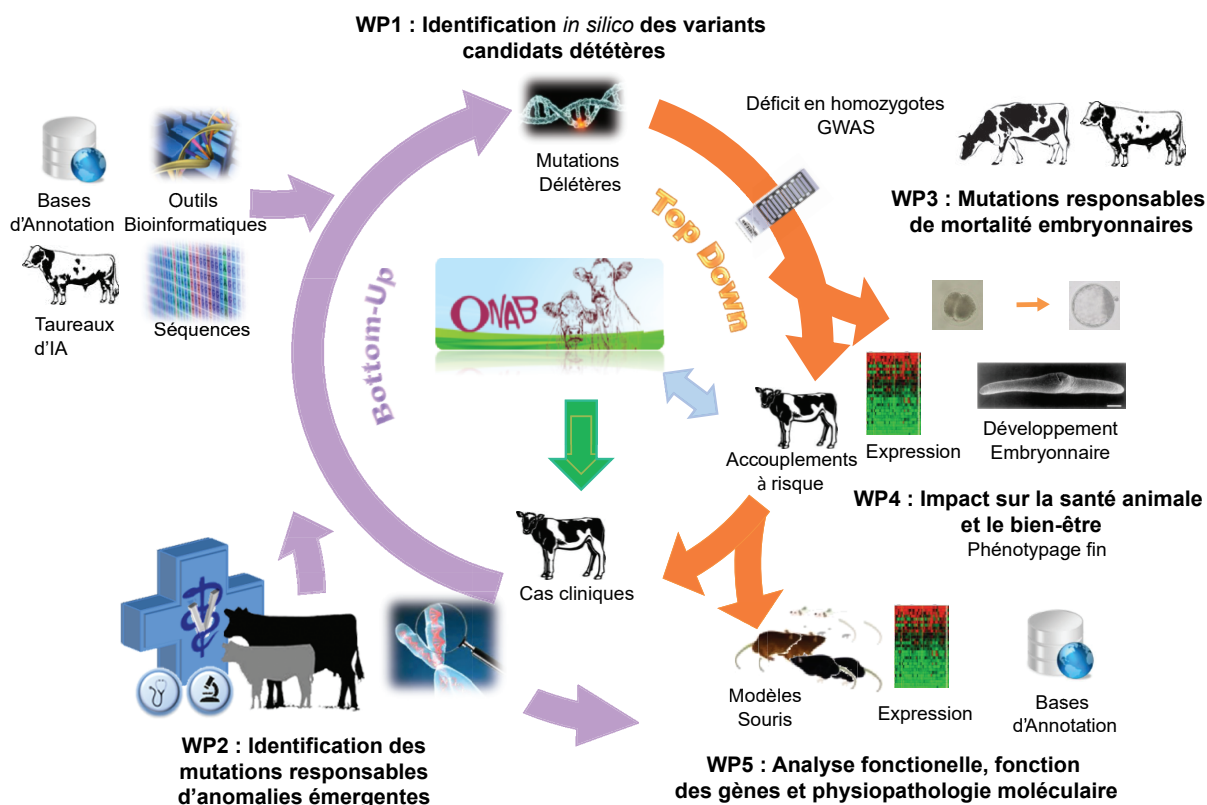 WP1 : Identification in silico des variants
candidats dététères
Bases
d'Annotation
Outils
Bioinformatiques
Taureaux
d'IA
Séquences
Mutations
Délétères
Déficit en homozygotes
GWAS
WP3 : Mutations responsables
de mortalité embryonnaires
Bottom-Up
Top Down
ONAB
Accouplements
à risque
Expression
Développement
Embryonnaire
WP4 : Impact sur la santé animale
et le bien-être
Phénotypage fin
Cas cliniques
WP2 : Identification des
mutations responsables
d'anomalies émergentes
Modèles
Souris
Expression
Bases
d'Annotation
WP5 : Analyse fonctionelle, fonction
des gènes et physiopathologie moléculaire